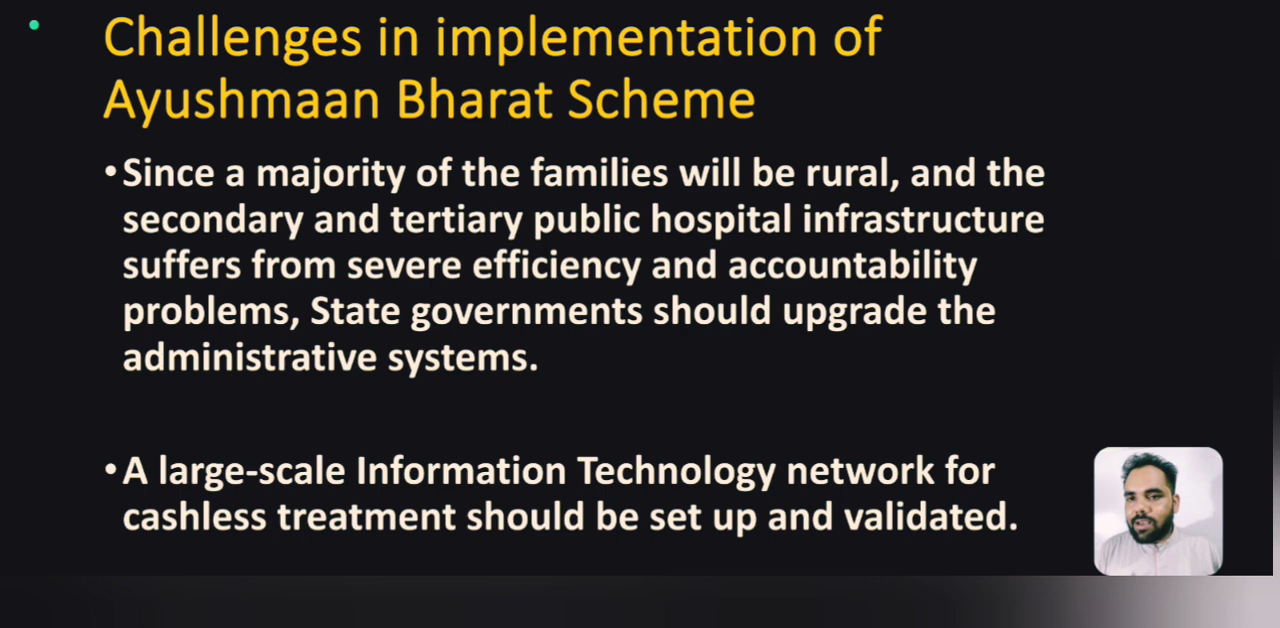 Challenges in implementation of
Ayushmaan Bharat Scheme
•Since a majority of the families will be rural, and the
secondary and tertiary public hospital infrastructure
suffers from severe efficiency and accountability
problems, State governments should upgrade the
administrative systems.
•A large-scale Information Technology network for
cashless treatment should be set up and validated.